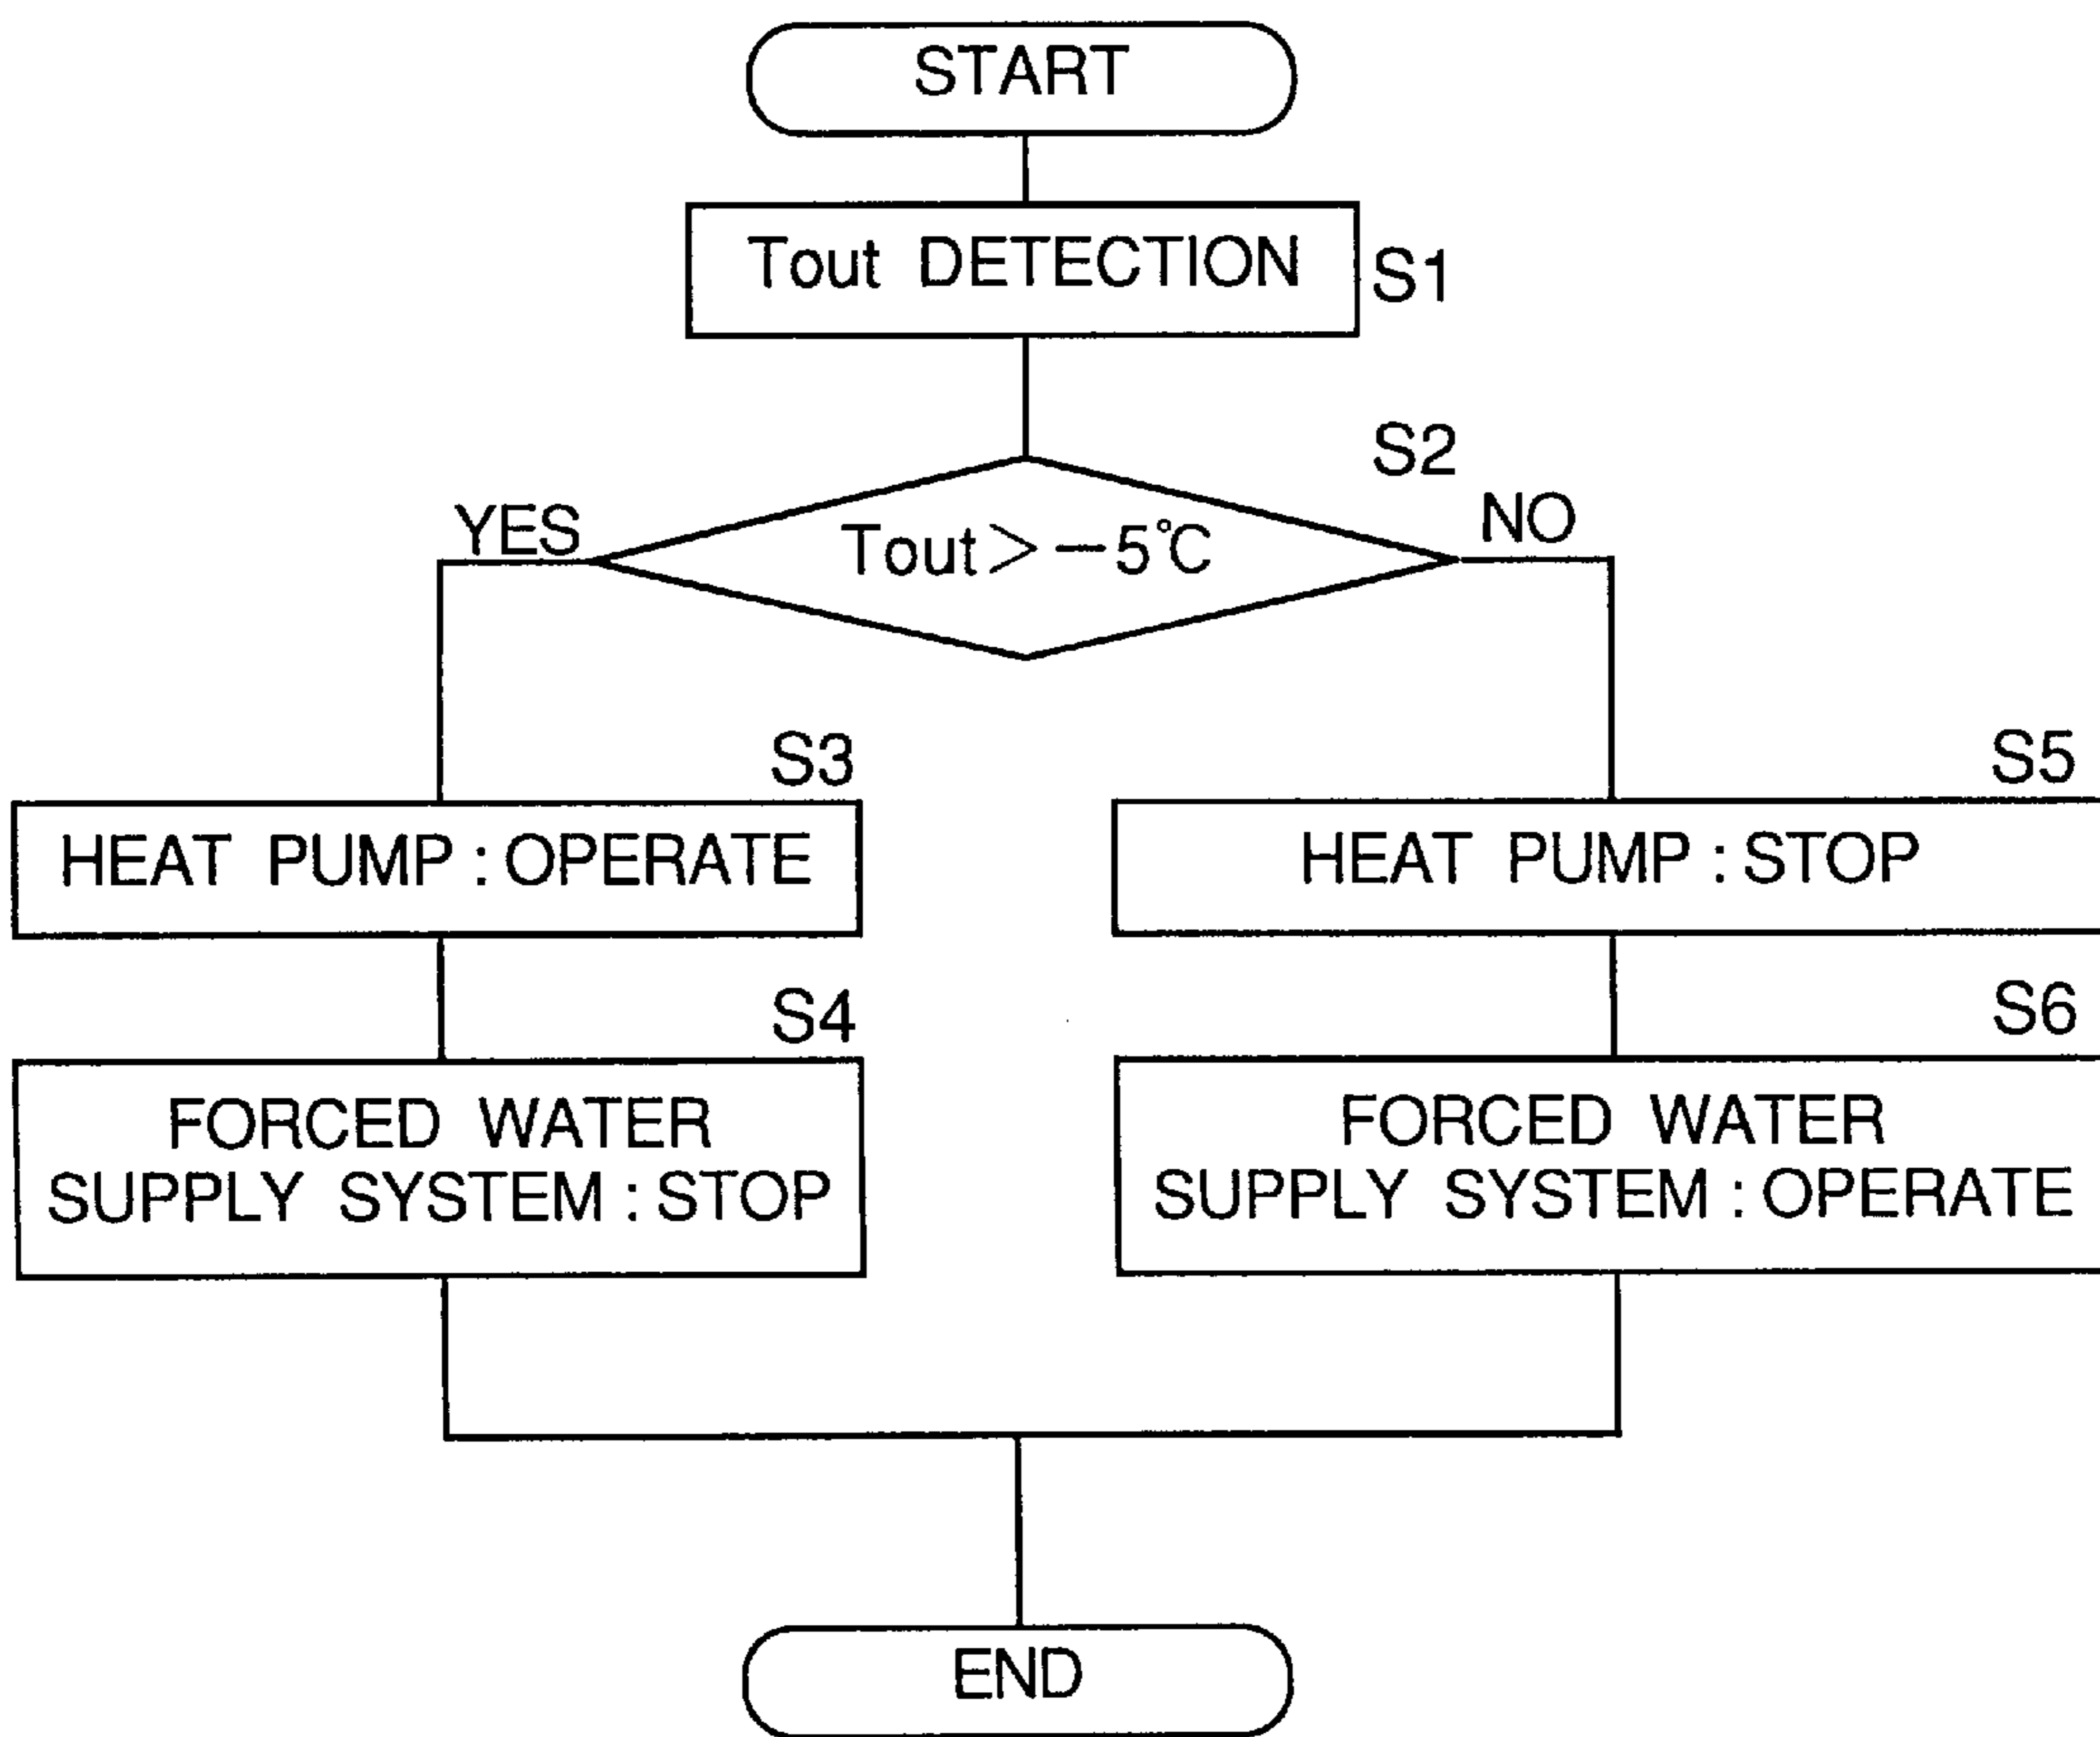 START
Tout DETECTION
S1
S2
YES
Tout＞－5℃
NO
S3
HEAT PUMP : OPERATE
S5
HEAT PUMP : STOP
S4
FORCED WATER
SUPPLY SYSTEM : STOP
S6
FORCED WATER
SUPPLY SYSTEM : OPERATE
END